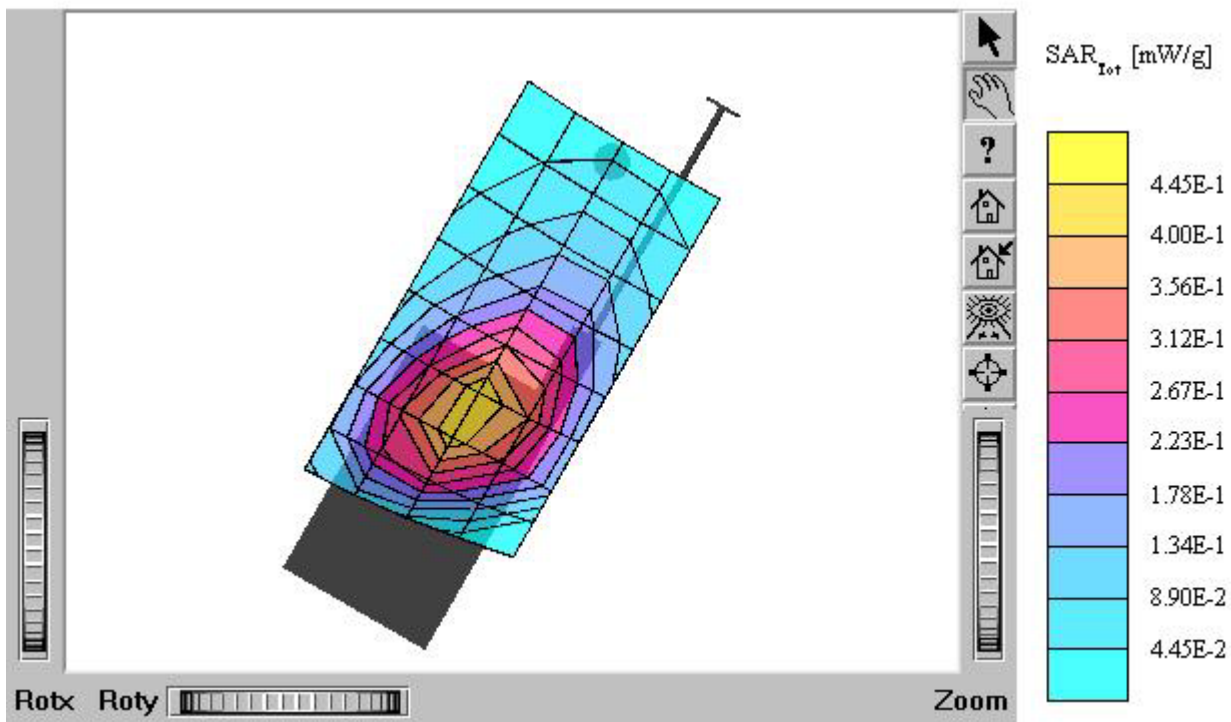 SAR_Tot [mW/g]
?
4.45E-1
4.00E-1
3.56E-1
3.12E-1
2.67E-1
2.23E-1
1.78E-1
1.34E-1
8.90E-2
4.45E-2
Rotx Roty Zoom